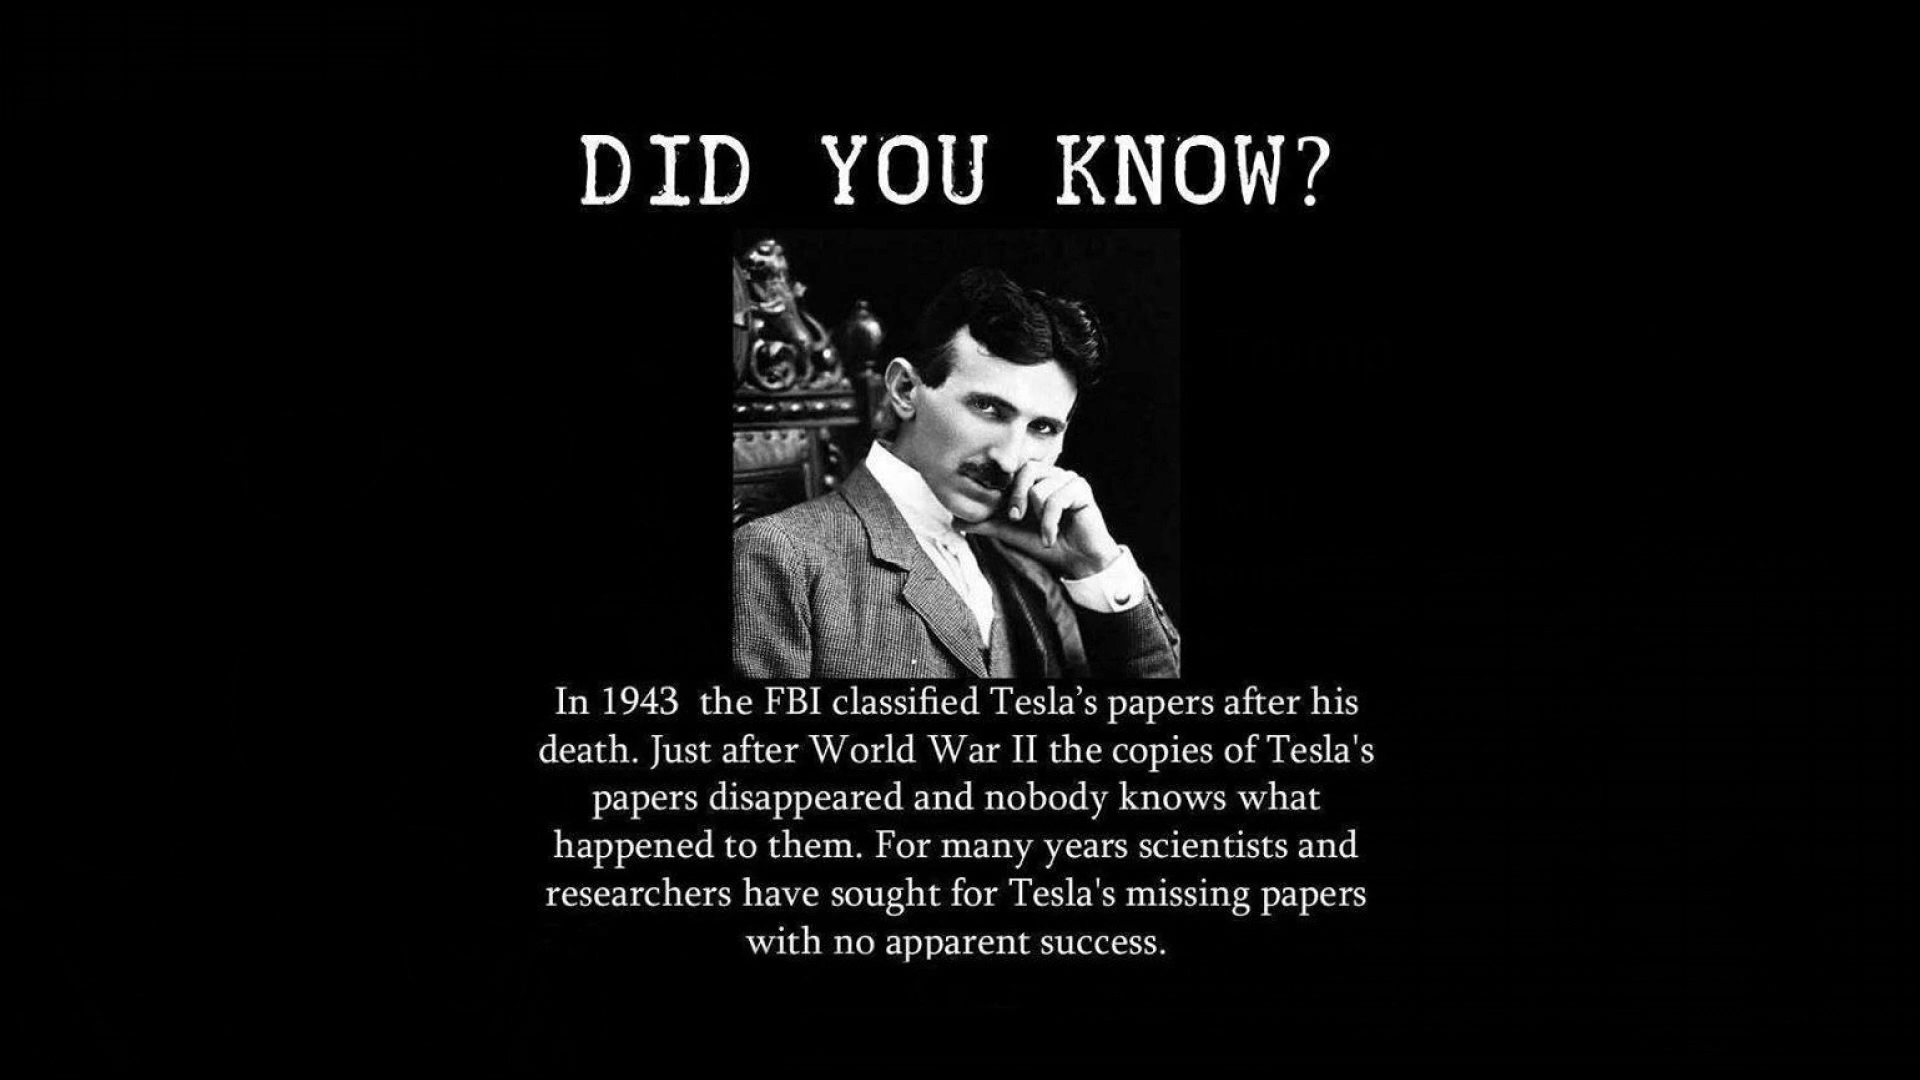 DID YOU KNOW?
In 1943  the FBI classified Tesla’s papers after his
death. Just after World War II the copies of Tesla's
papers disappeared and nobody knows what
happened to them. For many years scientists and
researchers have sought for Tesla's missing papers
with no apparent success.